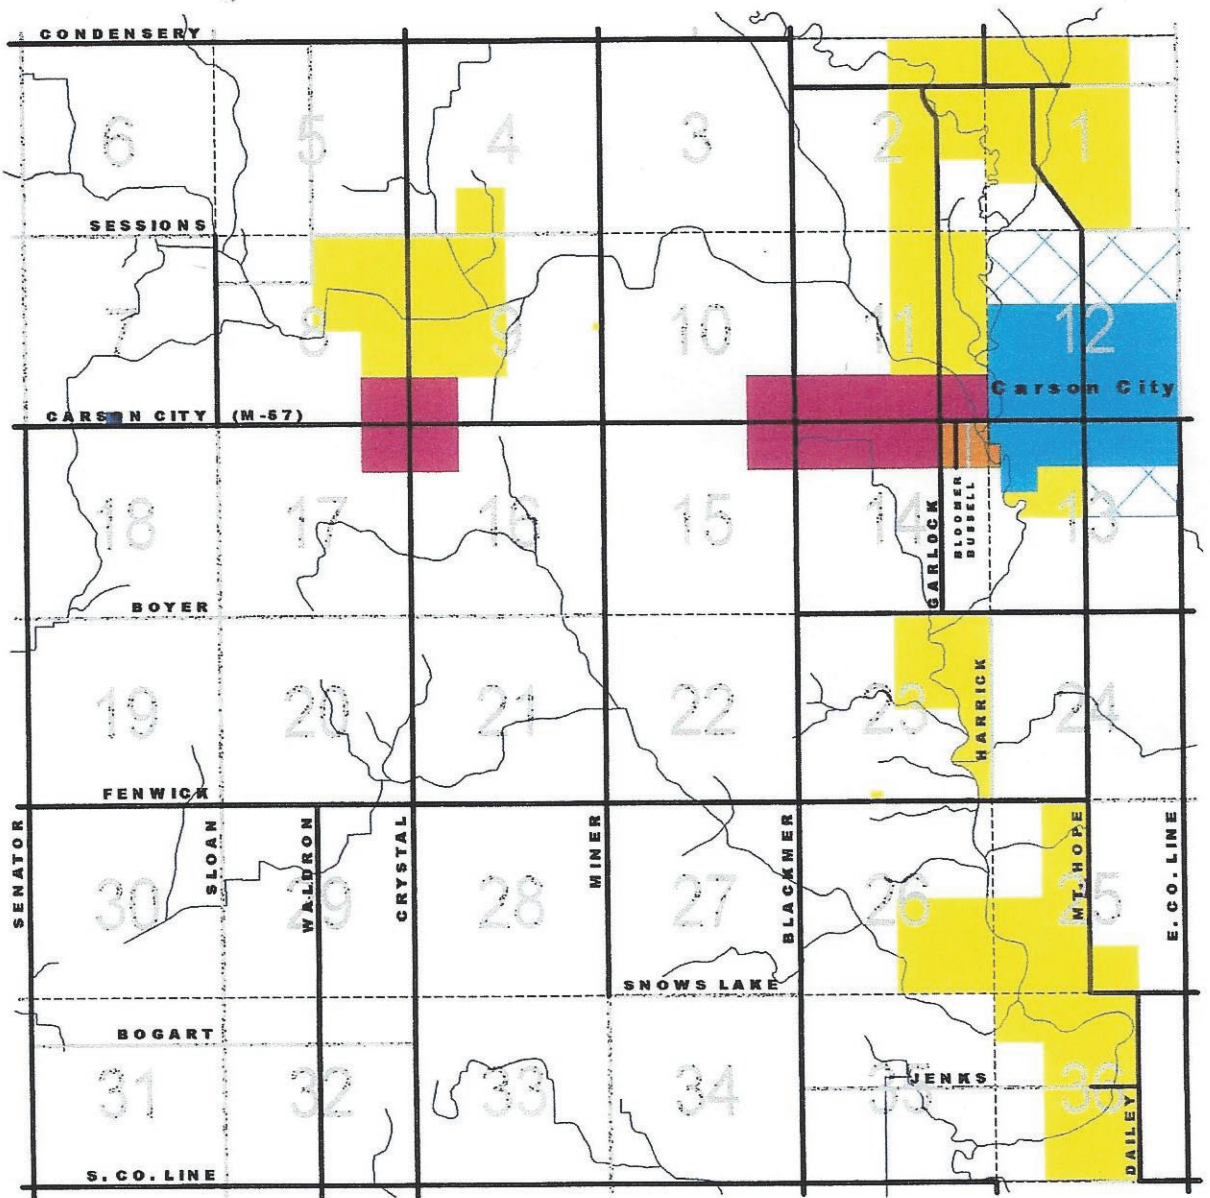 CONDENSERY
6 5 4 3 2 1
SESSIONS
7 8 9 10 11 12
Carson City
CARSON CITY (M-57)
18 17 16 15 14 13
GARLOCK
BLOOMER
BUSSELL
BOYER
19 20 21 22 23 24
HARRICK
FENWICK
SENATOR
SLOAN
WALDRON
CRYSTAL
MINER
BLACKMER
MT. HOPE
E. CO. LINE
30 29 28 27 26 25
SNOWS LAKE
BOGART
31 32 33 34 35 36
JENKS
DAILEY
S. CO. LINE